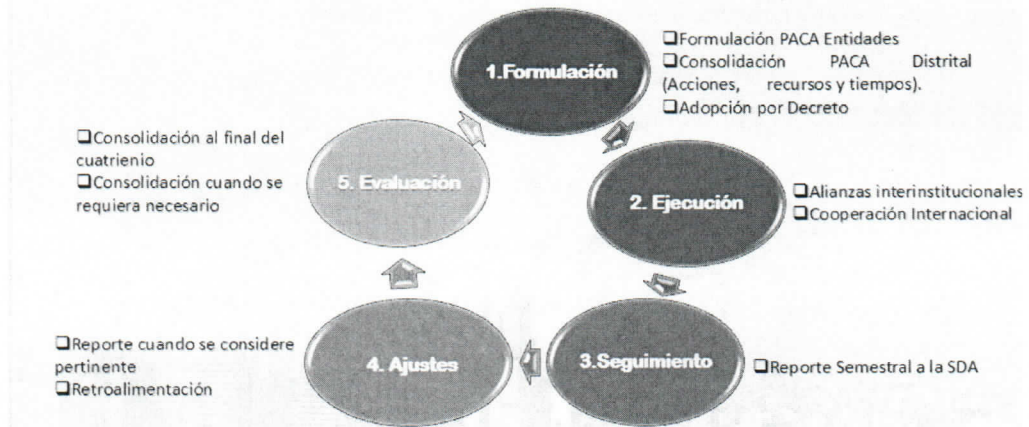 1.Formulación
❑Formulación PACA Entidades
❑Consolidación PACA Distrital
(Acciones, recursos y tiempos).
❑Adopción por Decreto
2. Ejecución
❑Alianzas interinstitucionales
❑Cooperación Internacional
3.Seguimiento
❑Reporte Semestral a la SDA
4. Ajustes
❑Reporte cuando se considere
pertinente
❑Retroalimentación
5. Evaluación
❑Consolidación al final del
cuatrienio
❑Consolidación cuando se
requiera necesario